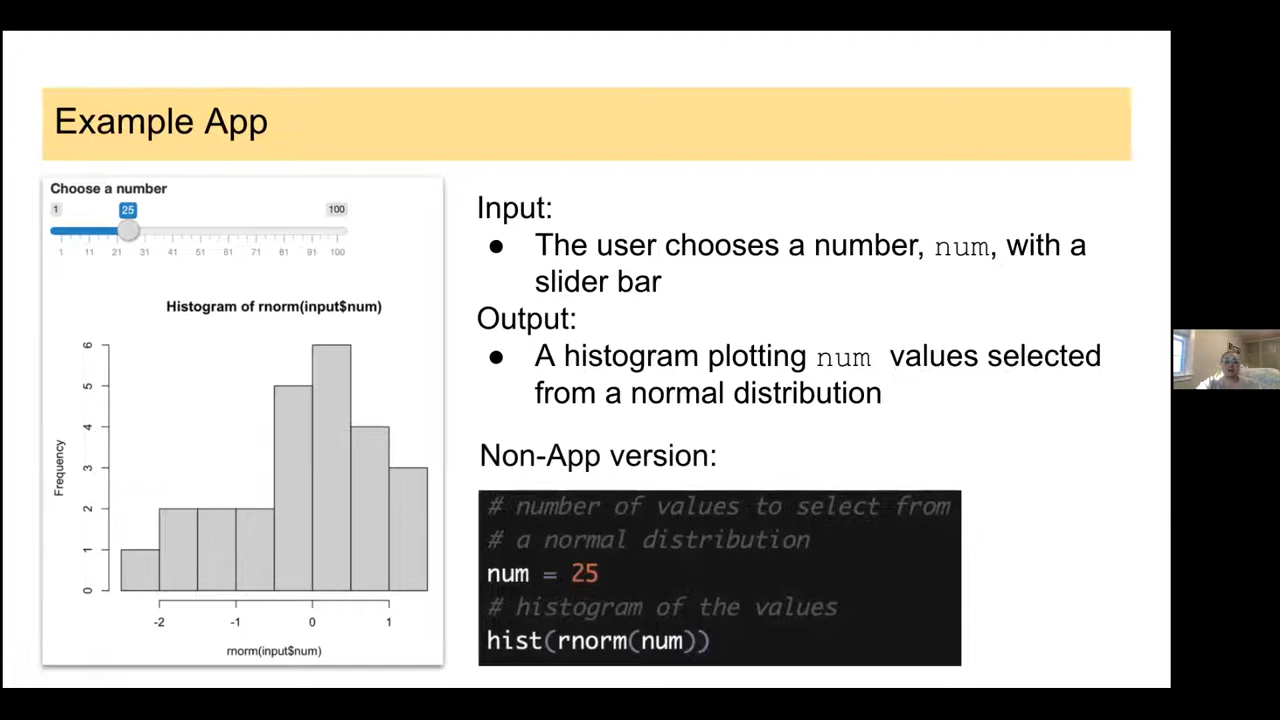 Example App
Choose a number
1 25 100
1 11 21 31 41 51 61 71 81 91 100
Histogram of rnorm(input$num)
Frequency
6
5
4
3
2
1
0
-2 -1 0 1
rnorm(input$num)
Input:
● The user chooses a number, num, with a
slider bar
Output:
● A histogram plotting num values selected
from a normal distribution
Non-App version:
# number of values to select from
# a normal distribution
num = 25
# histogram of the values
hist(rnorm(num))